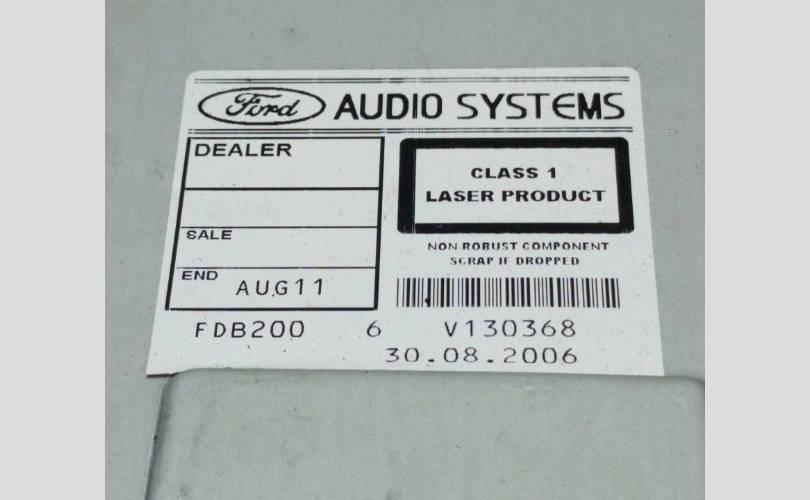 Ford AUDIO SYSTEMS
DEALER
CLASS 1
LASER PRODUCT
SALE
NON ROBUST COMPONENT
SCRAP IF DROPPED
END AUG11
FDB200 6 V130368
30.08.2006